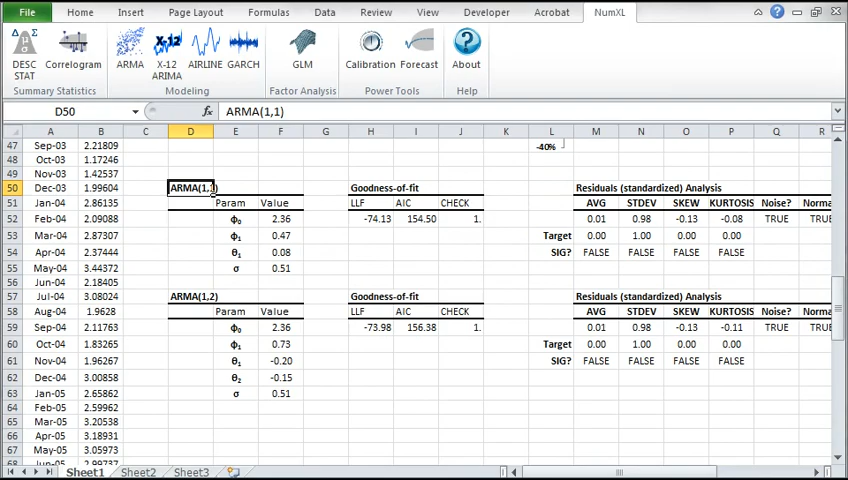 File Home Insert Page Layout Formulas Data Review View Developer Acrobat NumXL
DESC STAT Correlogram ARMA X-12 ARIMA AIRLINE GARCH GLM Calibration Forecast About
Summary Statistics Modeling Factor Analysis Power Tools Help
D50 fx ARMA(1,1)
A B C D E F G H I J K L M N O P Q R
47 Sep-03 2.21809 -40%
48 Oct-03 1.17246
49 Nov-03 1.42537
50 Dec-03 1.99604 ARMA(1,1) Goodness-of-fit Residuals (standardized) Analysis
51 Jan-04 2.86135 Param Value LLF AIC CHECK AVG STDEV SKEW KURTOSIS Noise? Norma
52 Feb-04 2.09088 ϕ₀ 2.36 -74.13 154.50 1. 0.01 0.98 -0.13 -0.08 TRUE TRUE
53 Mar-04 2.87307 ϕ₁ 0.47 Target 0.00 1.00 0.00 0.00
54 Apr-04 2.37444 θ₁ 0.08 SIG? FALSE FALSE FALSE FALSE
55 May-04 3.44372 σ 0.51
56 Jun-04 2.18405
57 Jul-04 3.08024 ARMA(1,2) Goodness-of-fit Residuals (standardized) Analysis
58 Aug-04 1.9628 Param Value LLF AIC CHECK AVG STDEV SKEW KURTOSIS Noise? Norma
59 Sep-04 2.11763 ϕ₀ 2.36 -73.98 156.38 1. 0.01 0.98 -0.13 -0.11 TRUE TRUE
60 Oct-04 1.83265 ϕ₁ 0.73 Target 0.00 1.00 0.00 0.00
61 Nov-04 1.96267 θ₁ -0.20 SIG? FALSE FALSE FALSE FALSE
62 Dec-04 3.00858 θ₂ -0.15
63 Jan-05 2.65862 σ 0.51
64 Feb-05 2.59962
65 Mar-05 3.20538
66 Apr-05 3.18931
67 May-05 3.05973
68 Jun-05 2.99737
Sheet1 Sheet2 Sheet3